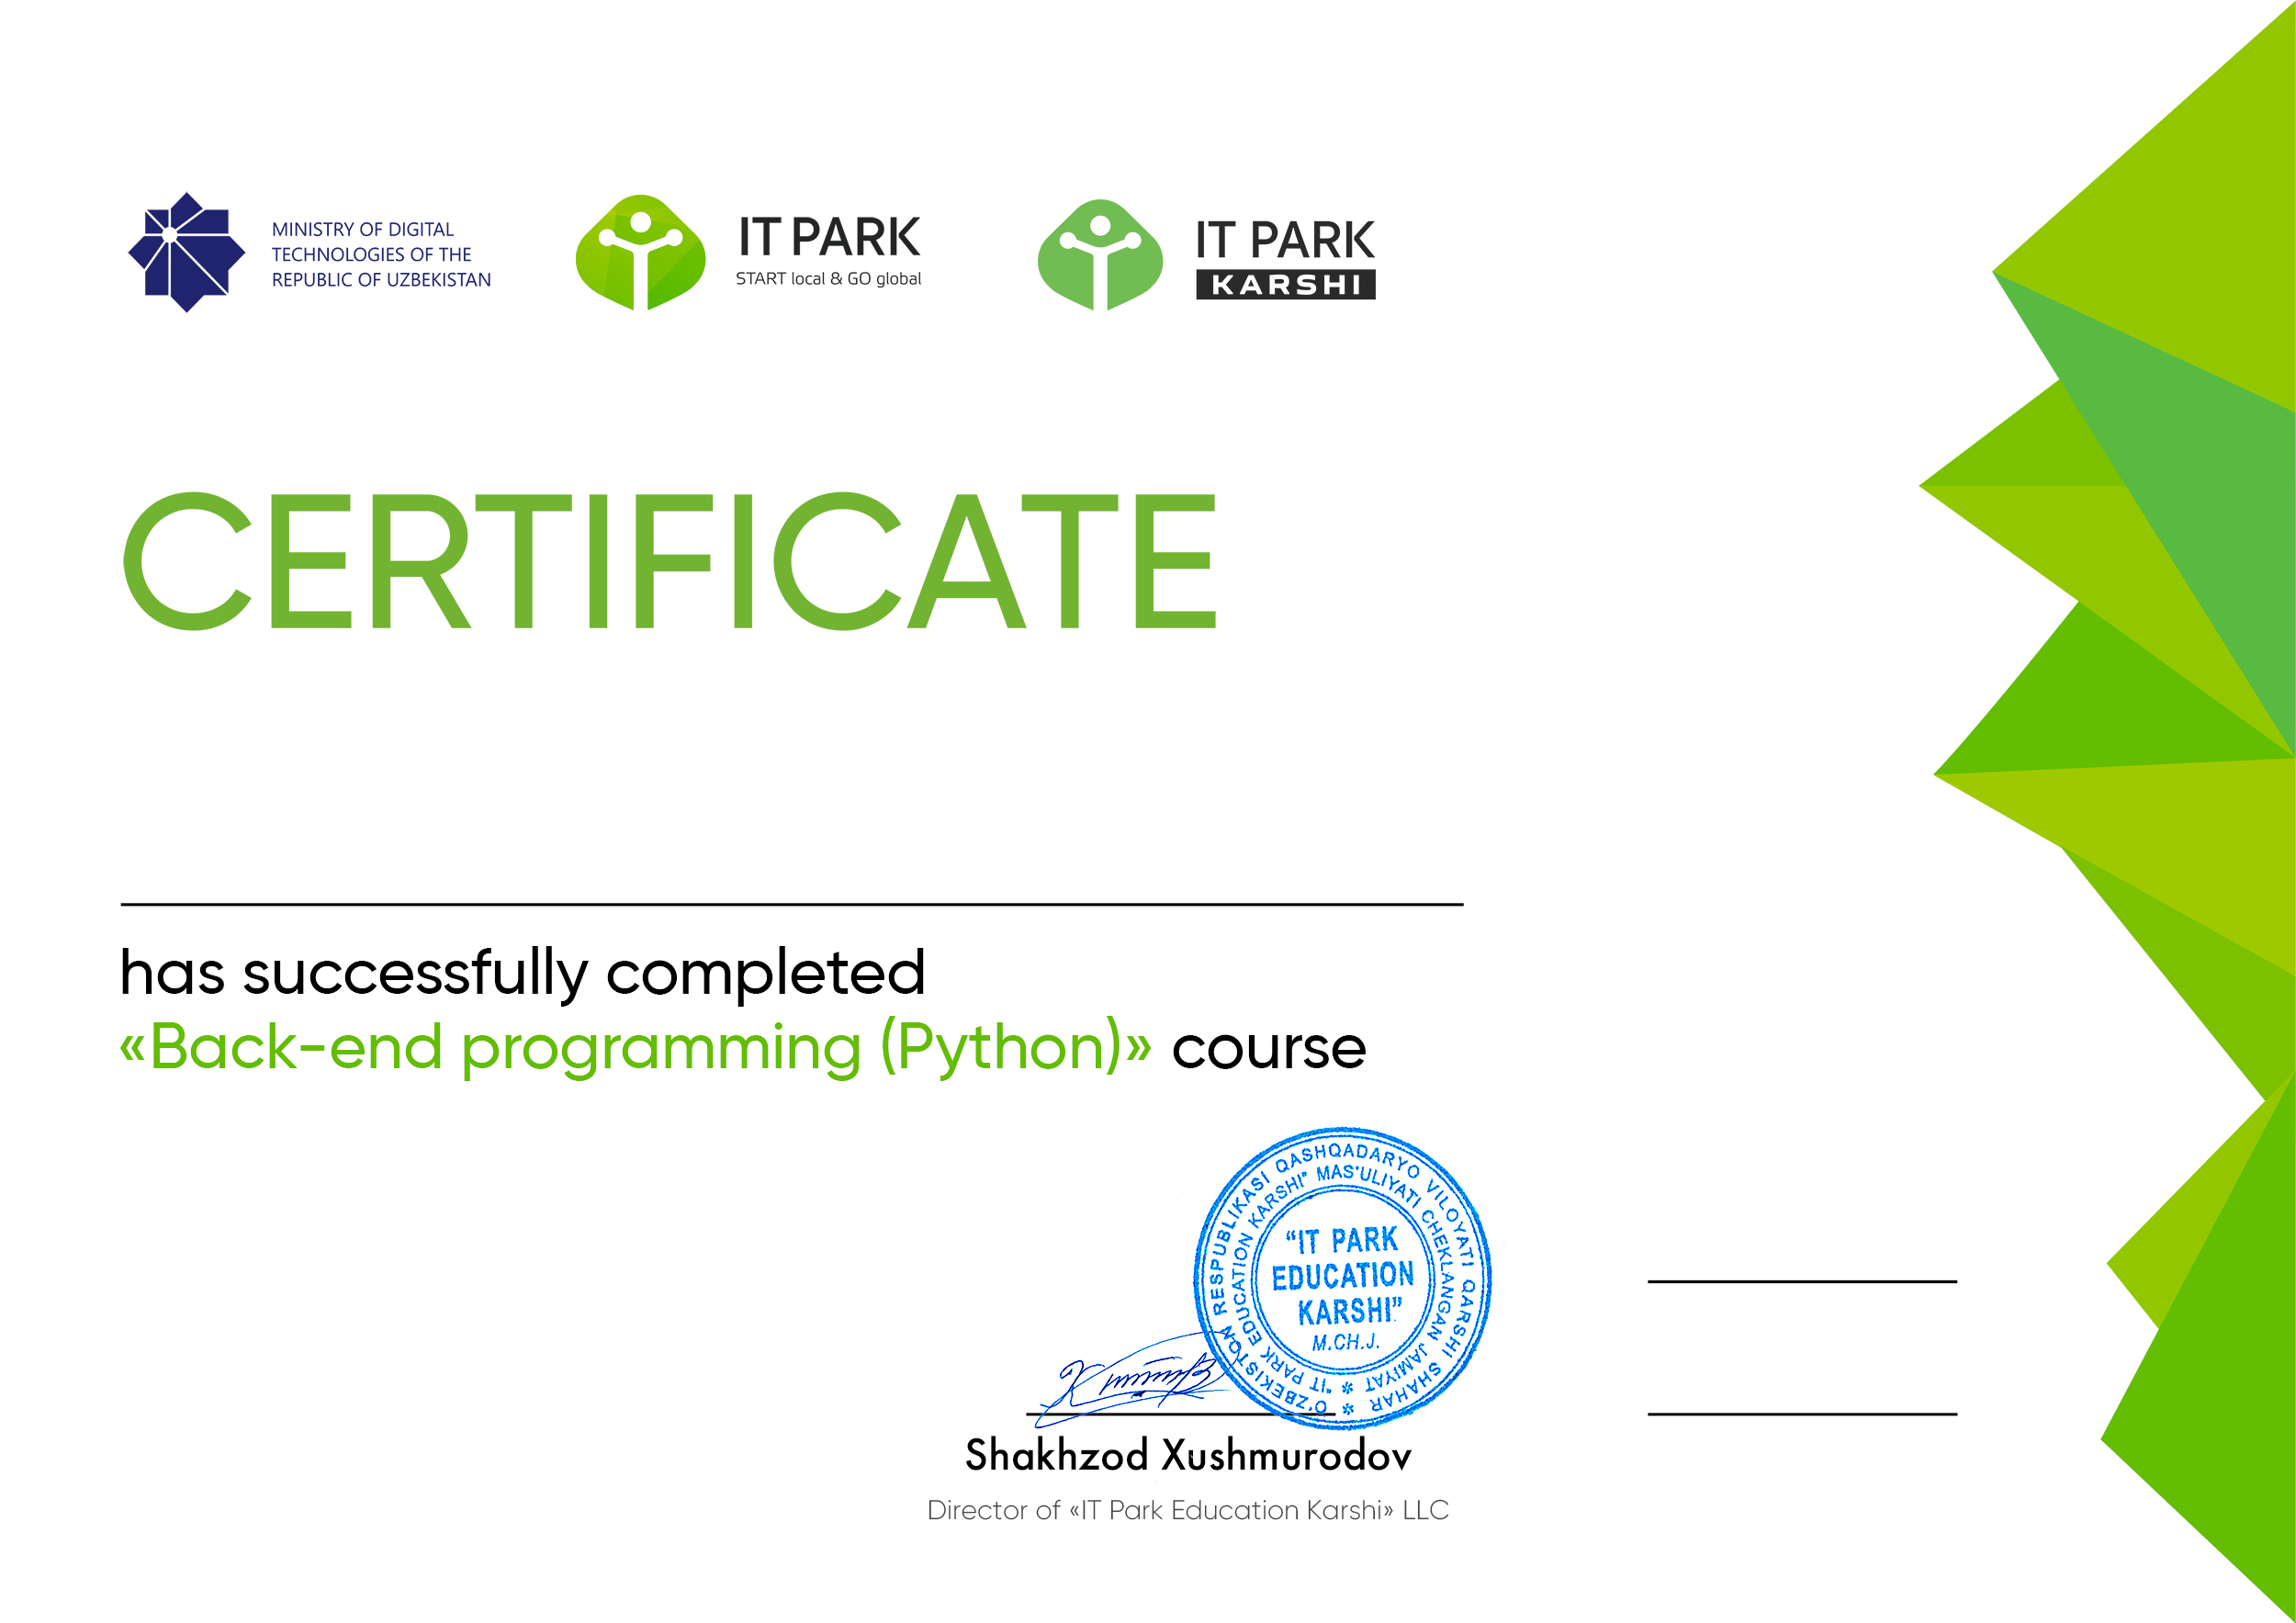 MINISTRY OF DIGITAL
TECHNOLOGIES OF THE
REPUBLIC OF UZBEKISTAN
IT PARK
START local & GO global
IT PARK
KARSHI
CERTIFICATE
has successfully completed
«Back-end programming (Python)» course
O'ZBEKISTON RESPUBLIKASI QASHQADARYO VILOYATI QARSHI SHAHAR
"IT PARK EDUCATION KARSHI" MAS'ULIYATI CHEKLANGAN JAMIYAT
“IT PARK
EDUCATION
KARSHI”
M.CH.J.
Shakhzod Xushmurodov
Director of «IT Park Education Karshi» LLC